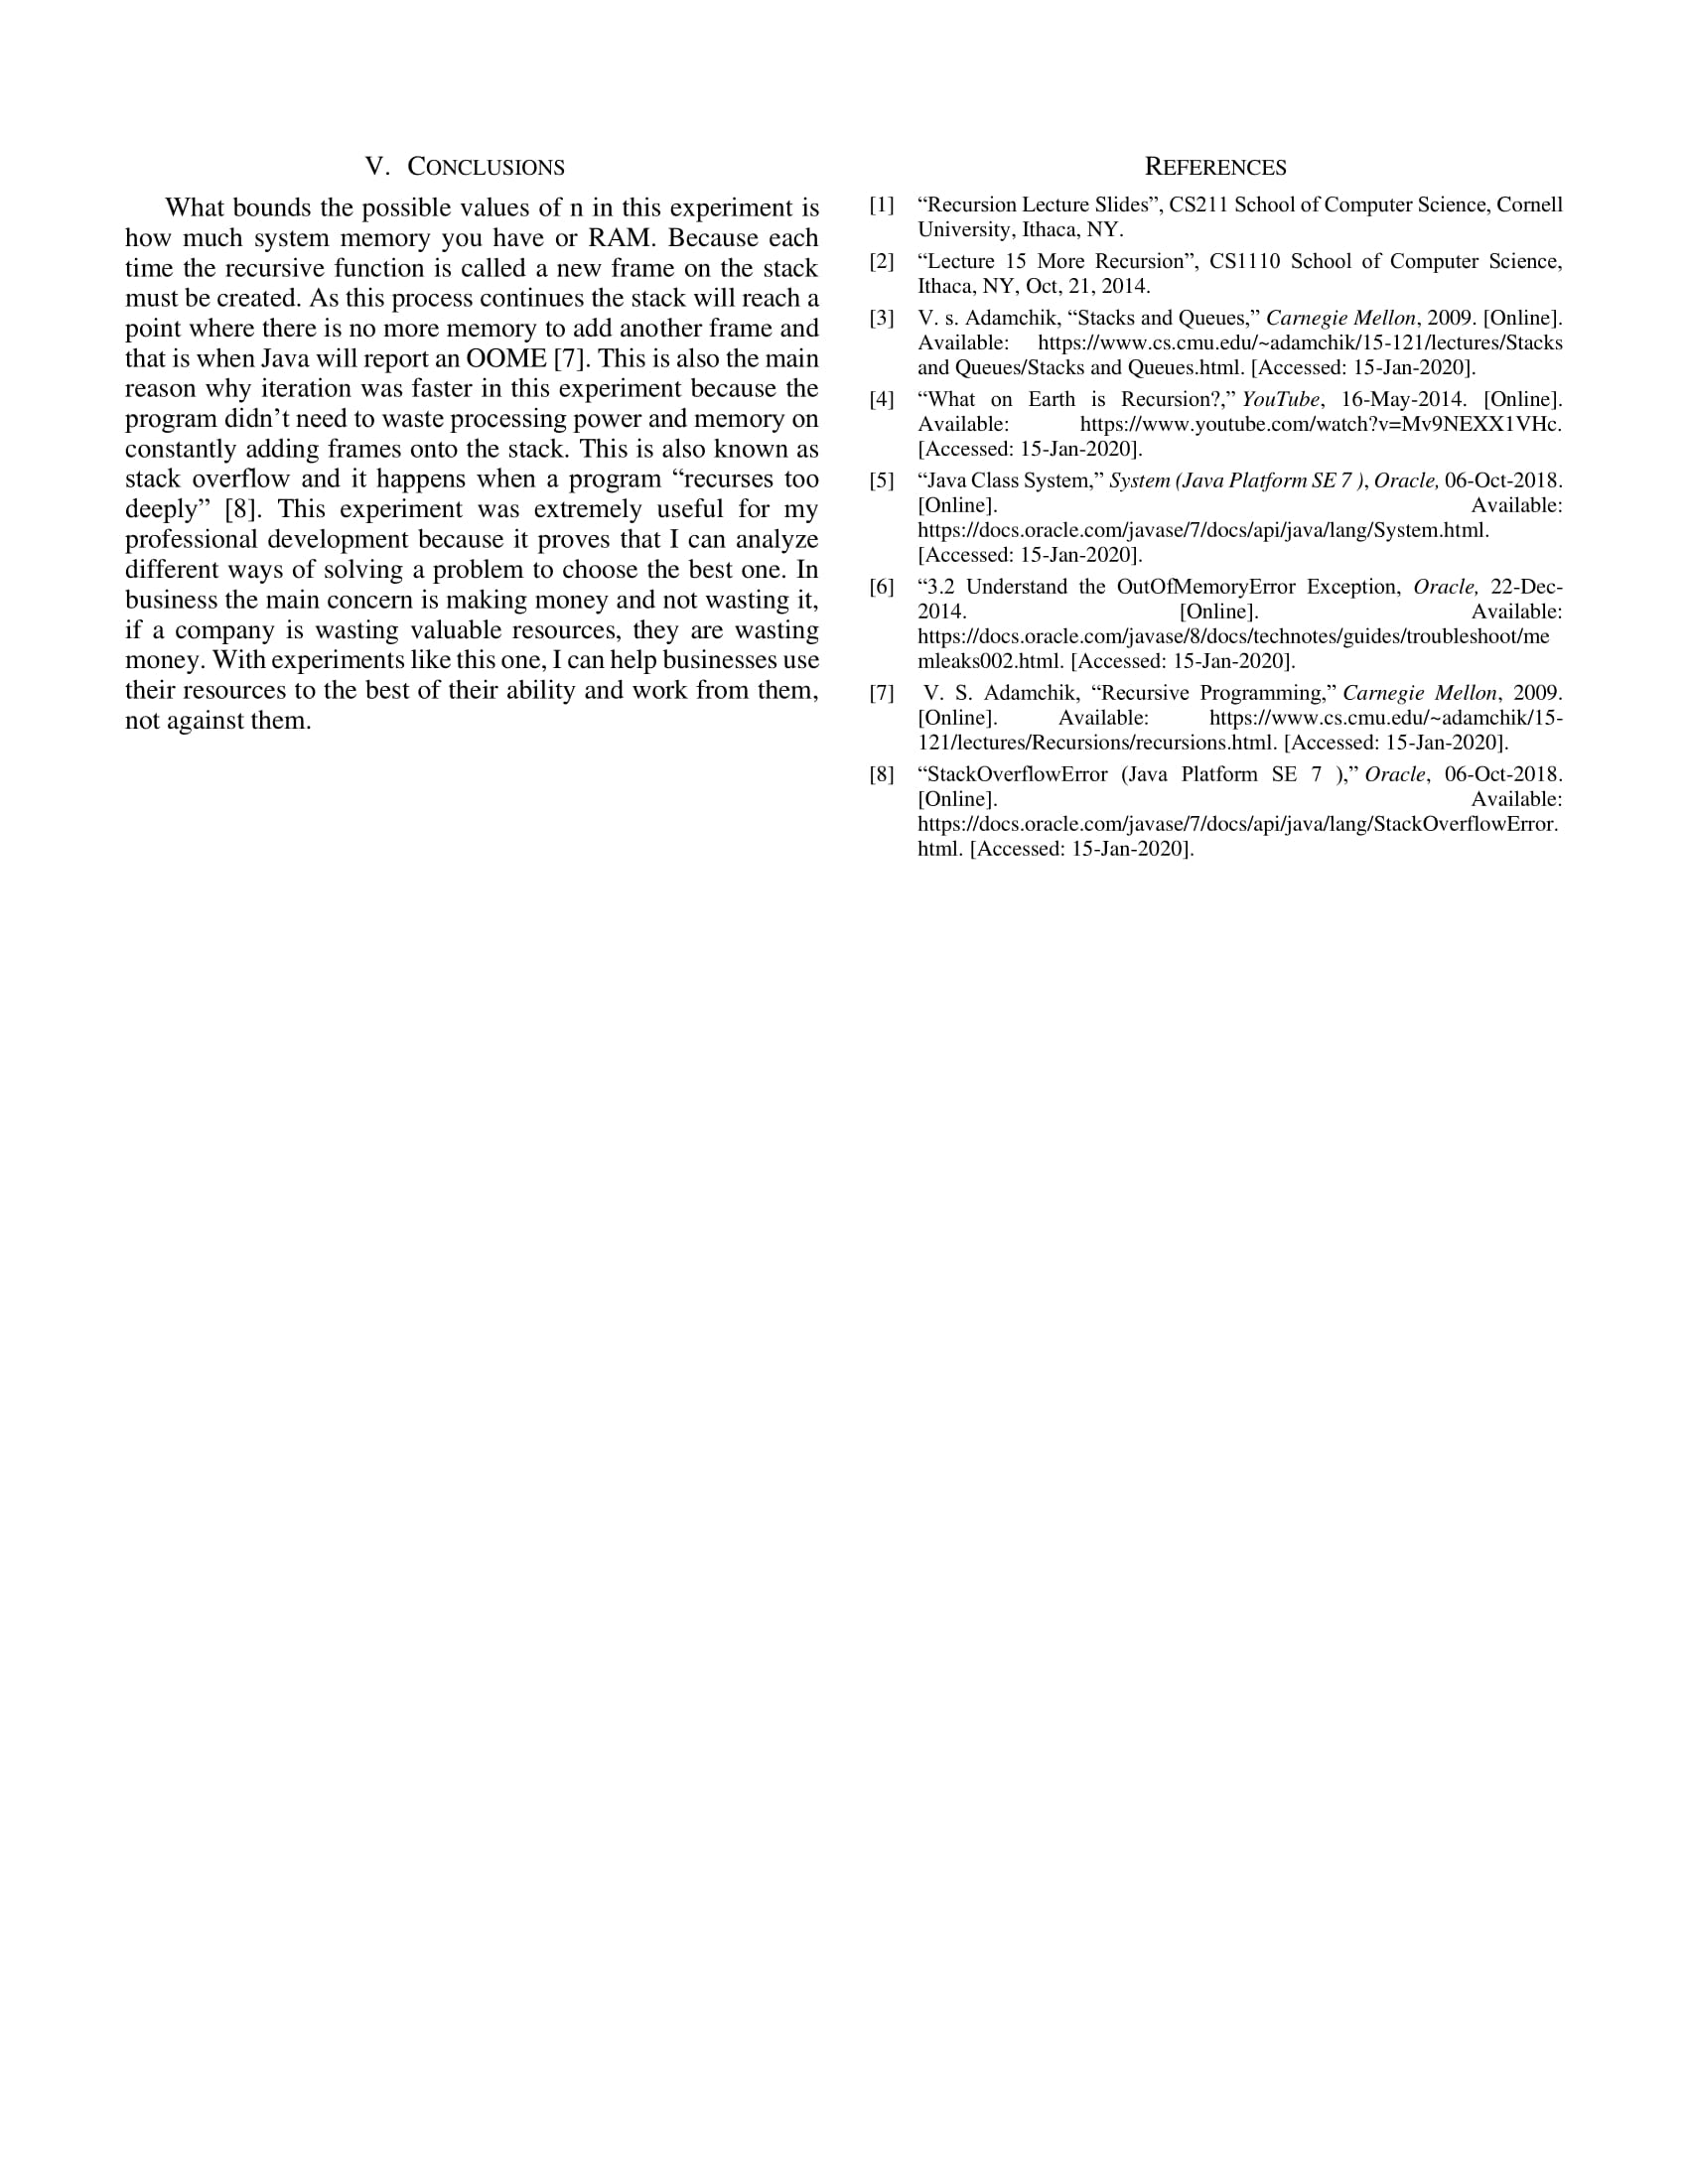 V. CONCLUSIONS
What bounds the possible values of n in this experiment is
how much system memory you have or RAM. Because each
time the recursive function is called a new frame on the stack
must be created. As this process continues the stack will reach a
point where there is no more memory to add another frame and
that is when Java will report an OOME [7]. This is also the main
reason why iteration was faster in this experiment because the
program didn’t need to waste processing power and memory on
constantly adding frames onto the stack. This is also known as
stack overflow and it happens when a program “recurses too
deeply” [8]. This experiment was extremely useful for my
professional development because it proves that I can analyze
different ways of solving a problem to choose the best one. In
business the main concern is making money and not wasting it,
if a company is wasting valuable resources, they are wasting
money. With experiments like this one, I can help businesses use
their resources to the best of their ability and work from them,
not against them.
REFERENCES
[1] “Recursion Lecture Slides”, CS211 School of Computer Science, Cornell
University, Ithaca, NY.
[2] “Lecture 15 More Recursion”, CS1110 School of Computer Science,
Ithaca, NY, Oct, 21, 2014.
[3] V. s. Adamchik, “Stacks and Queues,” Carnegie Mellon, 2009. [Online].
Available: https://www.cs.cmu.edu/~adamchik/15-121/lectures/Stacks
and Queues/Stacks and Queues.html. [Accessed: 15-Jan-2020].
[4] “What on Earth is Recursion?,” YouTube, 16-May-2014. [Online].
Available: https://www.youtube.com/watch?v=Mv9NEXX1VHc.
[Accessed: 15-Jan-2020].
[5] “Java Class System,” System (Java Platform SE 7 ), Oracle, 06-Oct-2018.
[Online]. Available:
https://docs.oracle.com/javase/7/docs/api/java/lang/System.html.
[Accessed: 15-Jan-2020].
[6] “3.2 Understand the OutOfMemoryError Exception, Oracle, 22-Dec-
2014. [Online]. Available:
https://docs.oracle.com/javase/8/docs/technotes/guides/troubleshoot/me
mleaks002.html. [Accessed: 15-Jan-2020].
[7] V. S. Adamchik, “Recursive Programming,” Carnegie Mellon, 2009.
[Online]. Available: https://www.cs.cmu.edu/~adamchik/15-
121/lectures/Recursions/recursions.html. [Accessed: 15-Jan-2020].
[8] “StackOverflowError (Java Platform SE 7 ),” Oracle, 06-Oct-2018.
[Online]. Available:
https://docs.oracle.com/javase/7/docs/api/java/lang/StackOverflowError.
html. [Accessed: 15-Jan-2020].